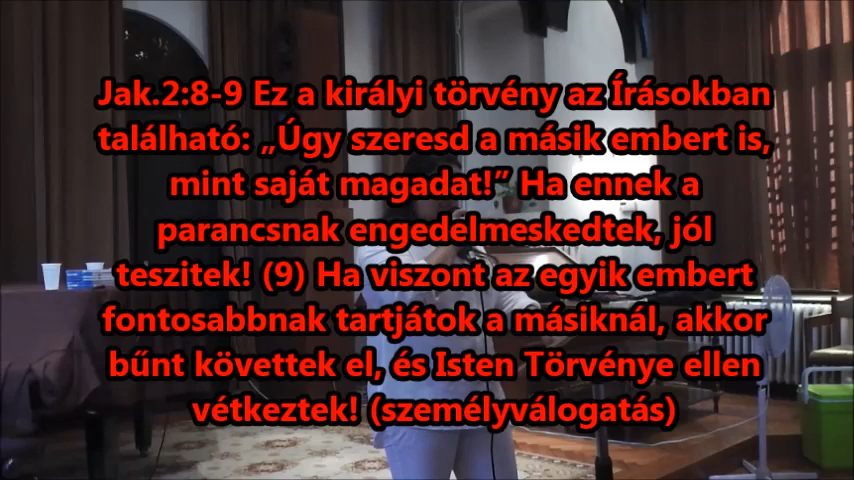 Jak.2:8-9 Ez a királyi törvény az Írásokban
található: „Úgy szeresd a másik embert is,
mint saját magadat!” Ha ennek a
parancsnak engedelmeskedtek, jól
teszitek! (9) Ha viszont az egyik embert
fontosabbnak tartjátok a másiknál, akkor
bűnt követtek el, és Isten Törvénye ellen
vétkeztek! (személyválogatás)